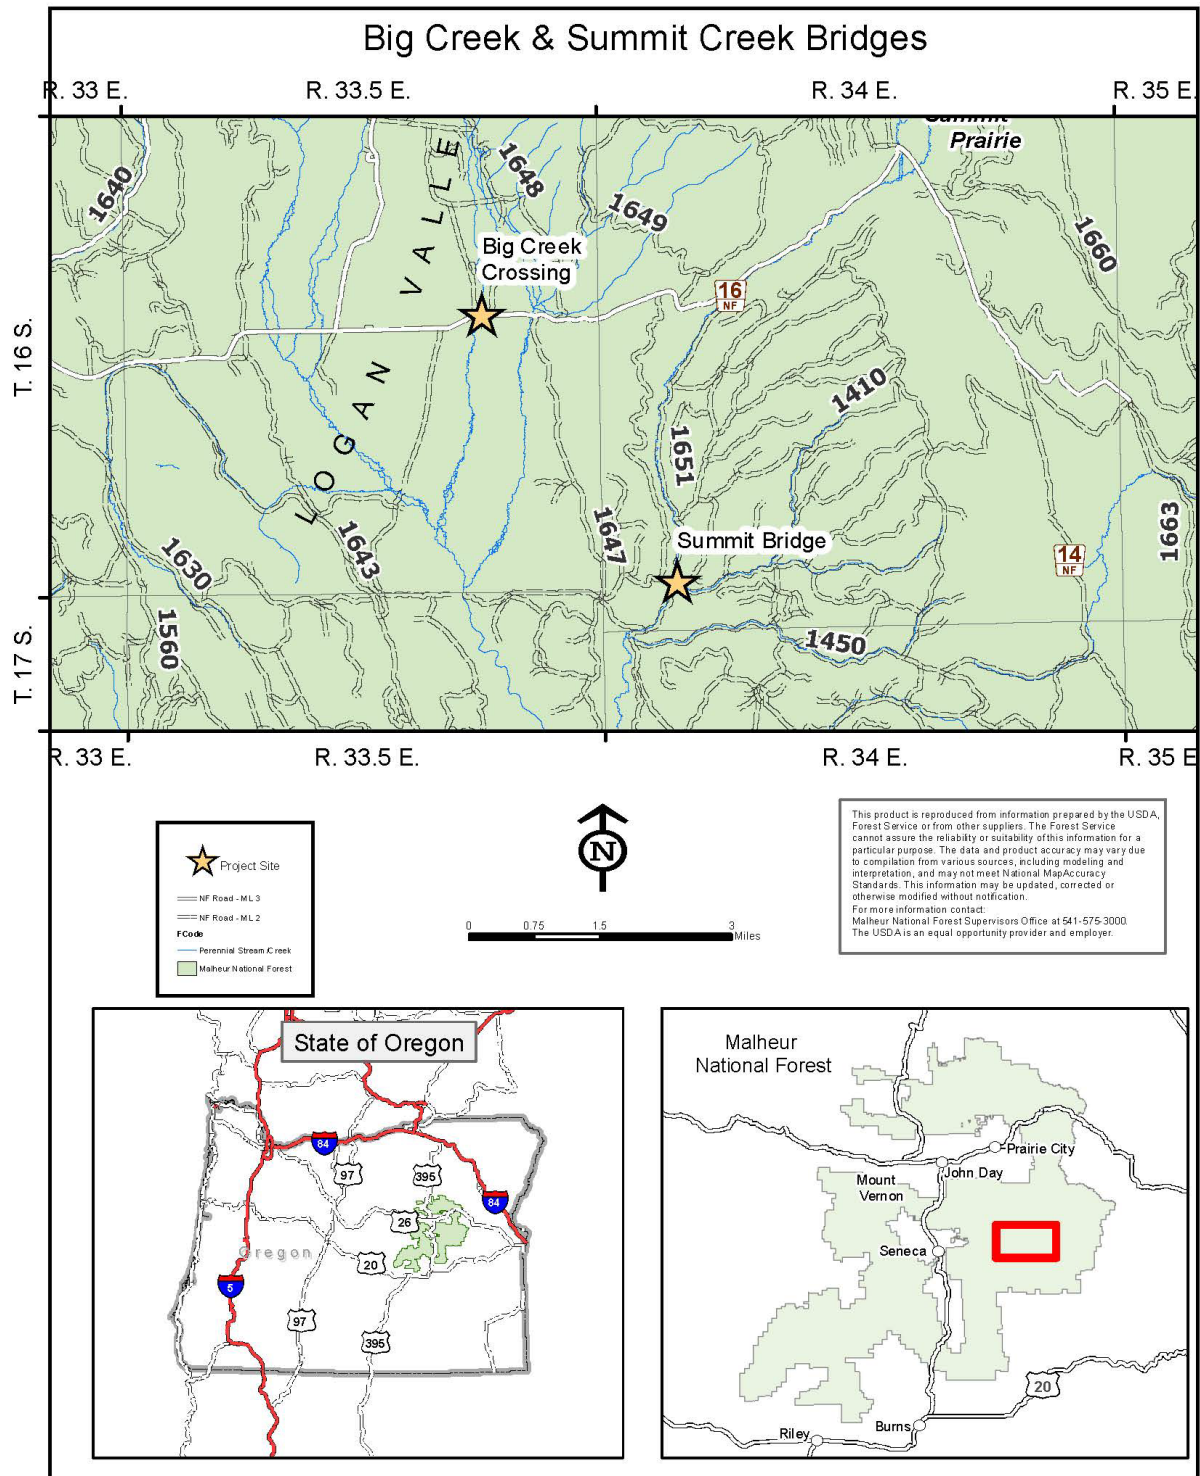 Big Creek & Summit Creek Bridges
R. 33 E.
R. 33.5 E.
R. 34 E.
R. 35 E.
Summit
Prairie
1640
1648
1649
1660
LOGAN VALLE
Big Creek
Crossing
16
NF
T. 16 S.
1410
1651
1647
1643
1630
1560
Summit Bridge
14
NF
1663
1450
T. 17 S.
R. 33 E.
R. 33.5 E.
R. 34 E.
R. 35 E
Project Site
NF Road - ML 3
NF Road - ML 2
FCode
Perennial Stream/Creek
Malheur National Forest
N
0 0.75 1.5 3
Miles
This product is reproduced from information prepared by the USDA,
Forest Service or from other suppliers. The Forest Service
cannot assure the reliability or suitability of this information for a
particular purpose. The data and product accuracy may vary due
to compilation from various sources, including modeling and
interpretation, and may not meet National Map Accuracy
Standards. This information may be updated, corrected or
otherwise modified without notification.
For more information contact:
Malheur National Forest Supervisors Office at 541-575-3000.
The USDA is an equal opportunity provider and employer.
State of Oregon
84
97
395
84
26
20
Oregon
5
97
395
Malheur
National Forest
Prairie City
John Day
Mount
Vernon
Seneca
20
Burns
Riley